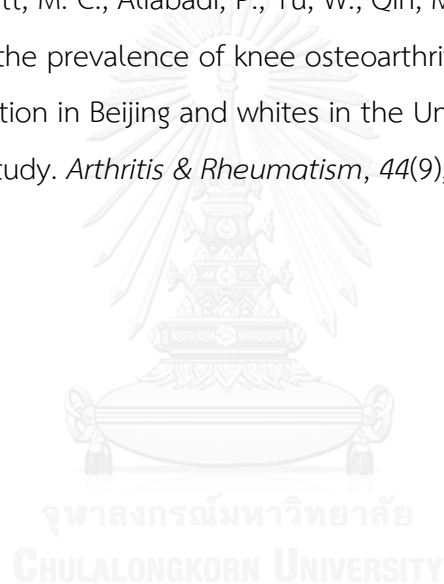 tt, M. C., Aliabadi, P., Yu, W., Qin, M
the prevalence of knee osteoarthrit
tion in Beijing and whites in the Un
tudy. Arthritis & Rheumatism, 44(9),
จุฬาลงกรณ์มหาวิทยาลัย
CHULALONGKORN UNIVERSITY